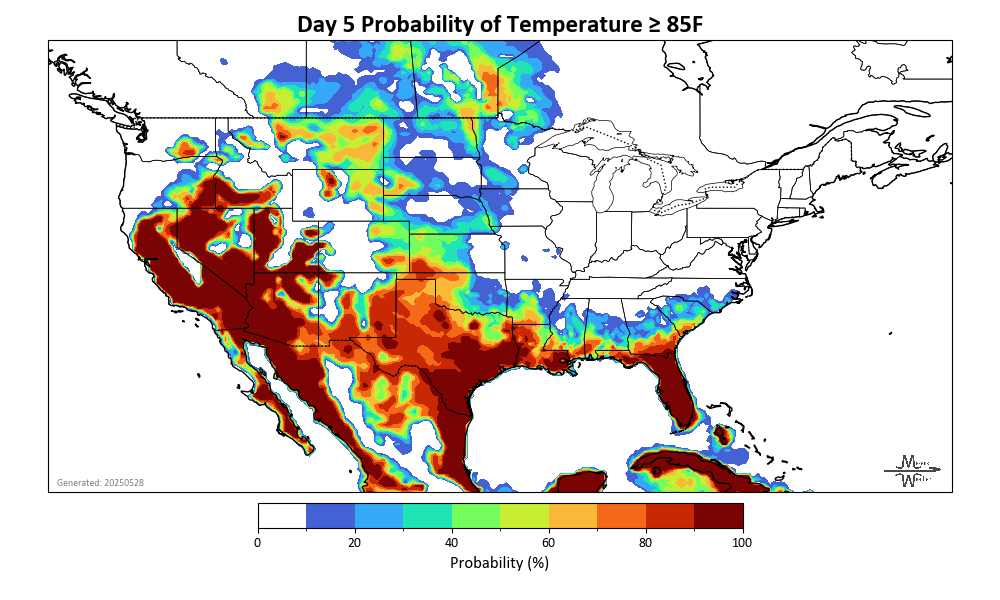 Day 5 Probability of Temperature ≥ 85F
Generated: 20250528
0 20 40 60 80 100
Probability (%)